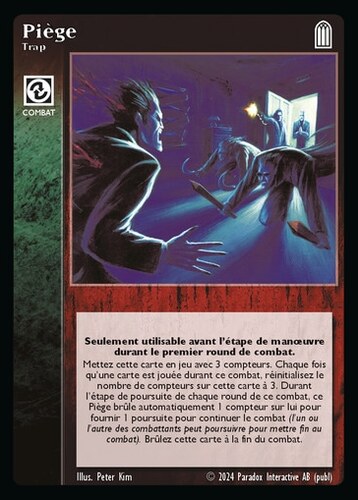 Piège
Trap
COMBAT
Seulement utilisable avant l'étape de manœuvre
durant le premier round de combat.
Mettez cette carte en jeu avec 3 compteurs. Chaque fois
qu'une carte est jouée durant ce combat, réinitialisez le
nombre de compteurs sur cette carte à 3. Durant
l'étape de poursuite de chaque round de ce combat, ce
Piège brûle automatiquement 1 compteur sur lui pour
fournir 1 poursuite pour continuer le combat (l'un ou
l'autre des combattants peut poursuivre pour mettre fin au
combat). Brûlez cette carte à la fin du combat.
Illus. Peter Kim © 2024 Paradox Interactive AB (publ)